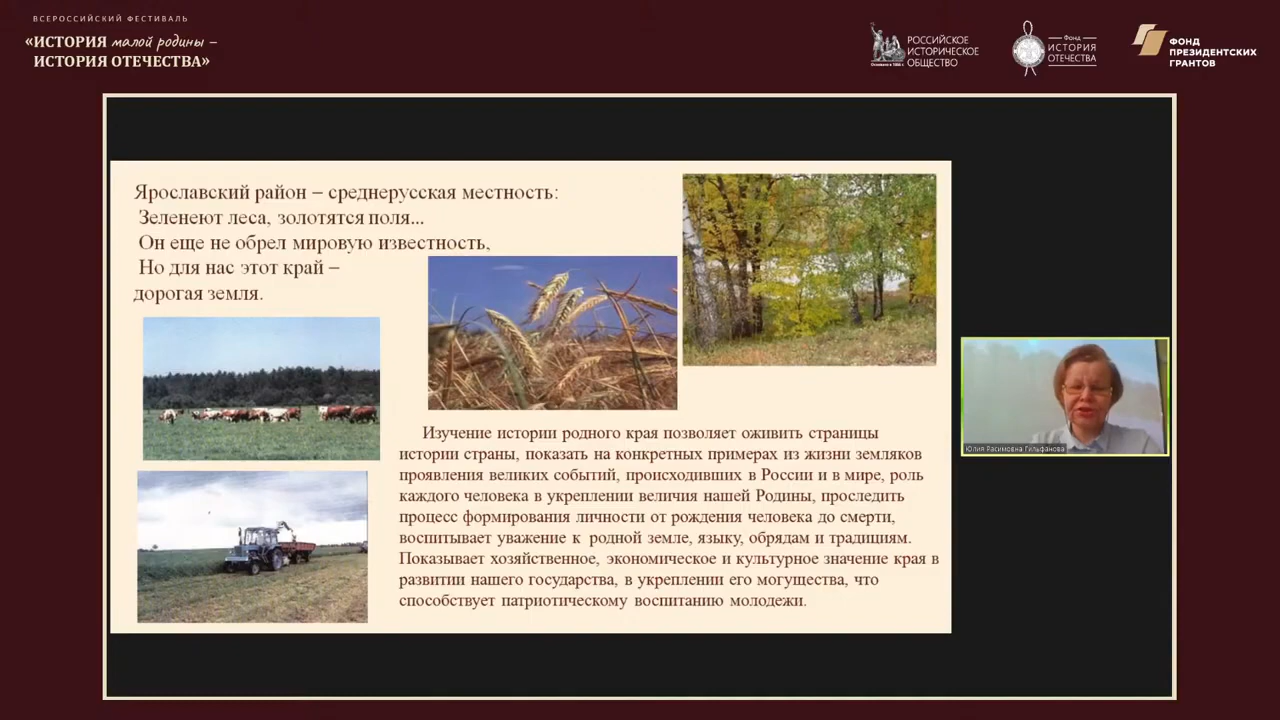 ВСЕРОССИЙСКИЙ ФЕСТИВАЛЬ
«ИСТОРИЯ малой родины –
ИСТОРИЯ ОТЕЧЕСТВА»
РОССИЙСКОЕ
ИСТОРИЧЕСКОЕ
ОБЩЕСТВО
Основано в 1866 г.
Фонд
ИСТОРИЯ
ОТЕЧЕСТВА
ФОНД
ПРЕЗИДЕНТСКИХ
ГРАНТОВ
Ярославский район – среднерусская местность:
Зеленеют леса, золотятся поля...
Он еще не обрел мировую известность,
Но для нас этот край –
дорогая земля.
Изучение истории родного края позволяет оживить страницы
истории страны, показать на конкретных примерах из жизни земляков
проявления великих событий, происходивших в России и в мире, роль
каждого человека в укреплении величия нашей Родины, проследить
процесс формирования личности от рождения человека до смерти,
воспитывает уважение к родной земле, языку, обрядам и традициям.
Показывает хозяйственное, экономическое и культурное значение края в
развитии нашего государства, в укреплении его могущества, что
способствует патриотическому воспитанию молодежи.
Юлия Расимовна Гильфанова